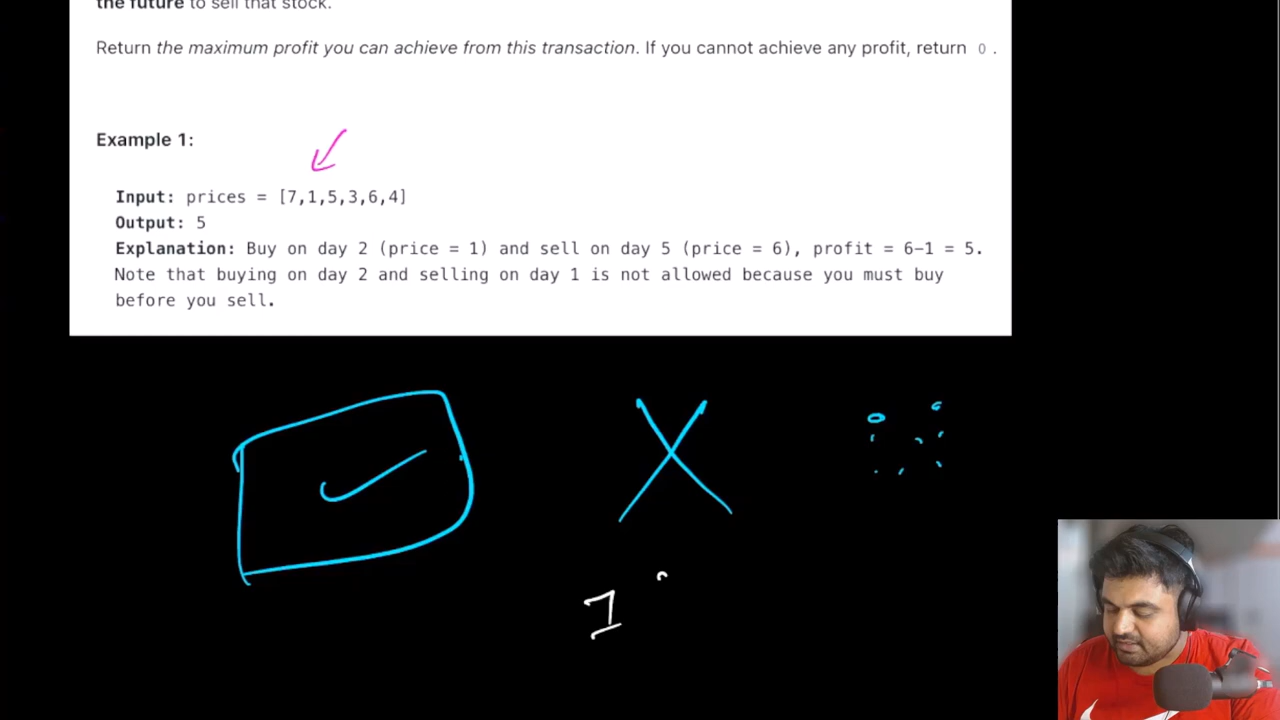 the future to sell that stock.
Return the maximum profit you can achieve from this transaction. If you cannot achieve any profit, return 0.
Example 1:
Input: prices = [7,1,5,3,6,4]
Output: 5
Explanation: Buy on day 2 (price = 1) and sell on day 5 (price = 6), profit = 6–1 = 5.
Note that buying on day 2 and selling on day 1 is not allowed because you must buy
before you sell.